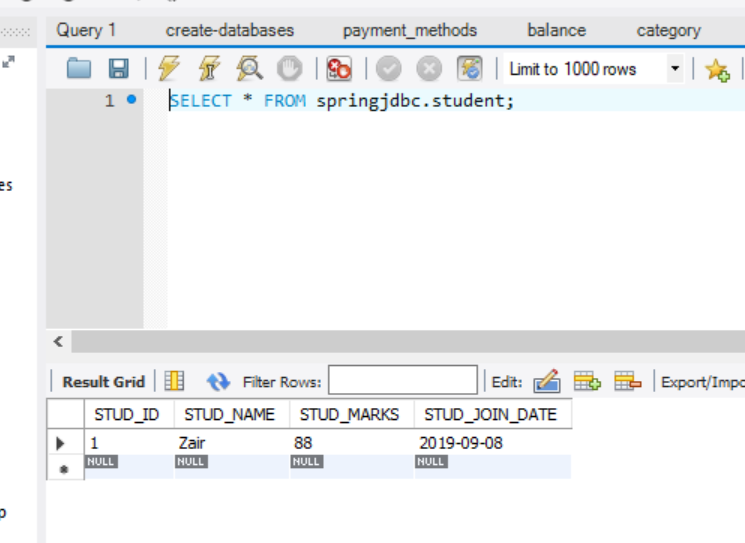 Query 1 create-databases payment_methods balance category
Limit to 1000 rows
1 SELECT * FROM springjdbc.student;
Result Grid Filter Rows: Edit: Export/Impo
STUD_ID STUD_NAME STUD_MARKS STUD_JOIN_DATE
1 Zair 88 2019-09-08
NULL NULL NULL NULL